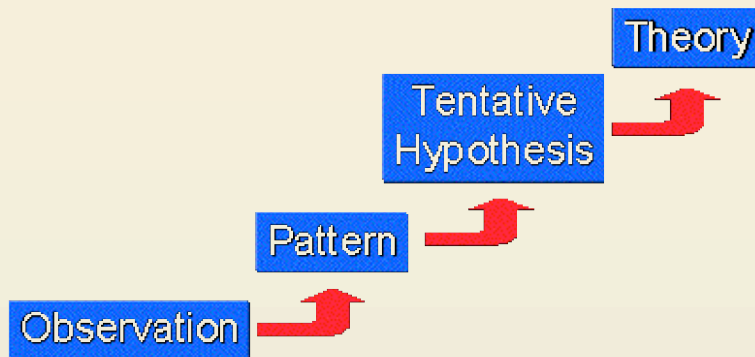 Theory
Tentative
Hypothesis
Pattern
Observation